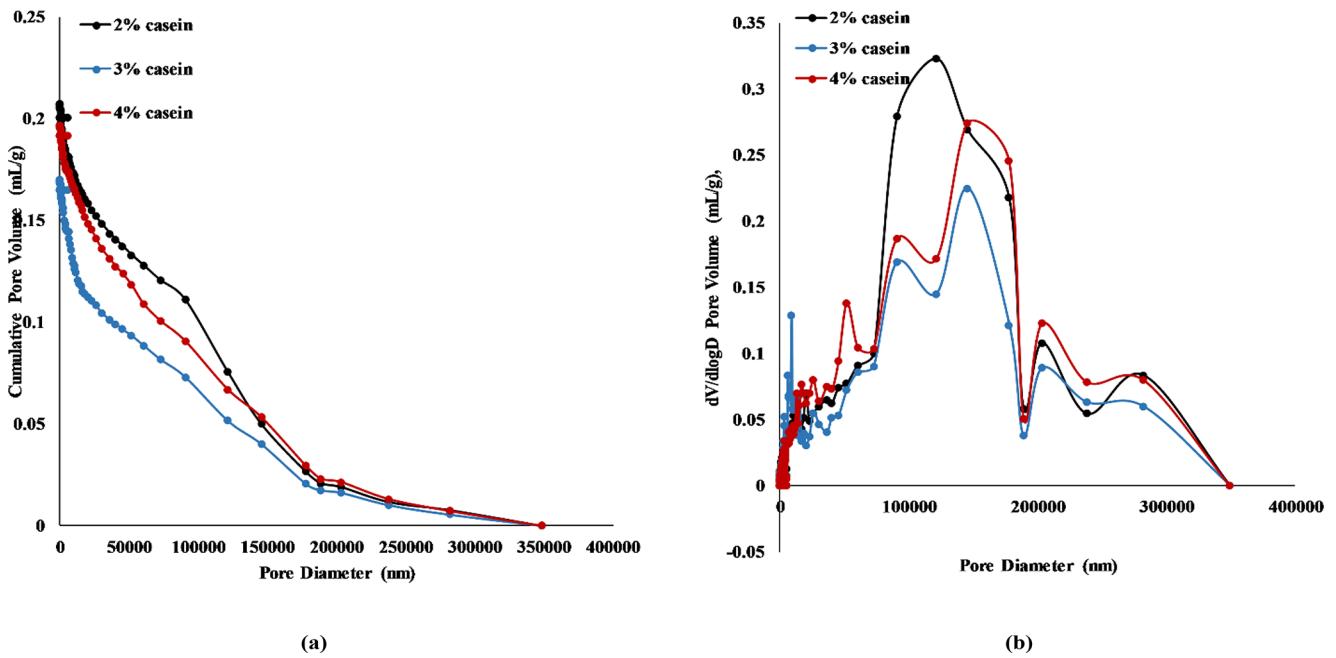 0.25
0.2
0.15
0.1
0.05
0
Cumulative Pore Volume (mL/g)
2% casein
3% casein
4% casein
0 50000 100000 150000 200000 250000 300000 350000 400000
Pore Diameter (nm)
(a)
0.35
0.3
0.25
0.2
0.15
0.1
0.05
0
-0.05
dV/dlogD Pore Volume (mL/g),
2% casein
3% casein
4% casein
0 100000 200000 300000 400000
Pore Diameter (nm)
(b)